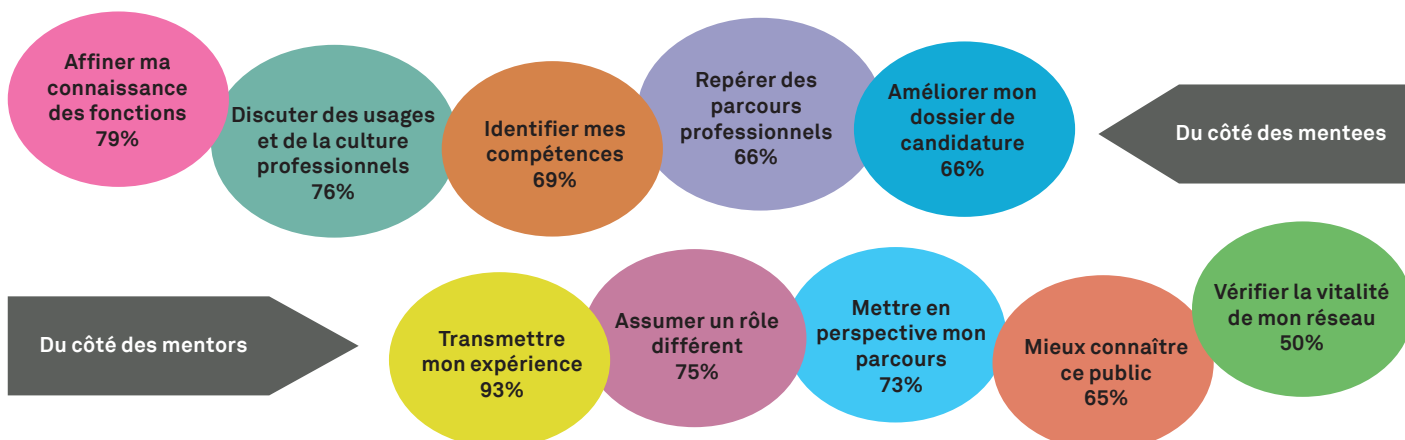 Affiner ma
connaissance
des fonctions
79%
Discuter des usages
et de la culture
professionnels
76%
Identifier mes
compétences
69%
Repérer des
parcours
professionnels
66%
Améliorer mon
dossier de
candidature
66%
Du côté des mentees
Du côté des mentors
Transmettre
mon expérience
93%
Assumer un rôle
différent
75%
Mettre en
perspective mon
parcours
73%
Mieux connaître
ce public
65%
Vérifier la vitalité
de mon réseau
50%